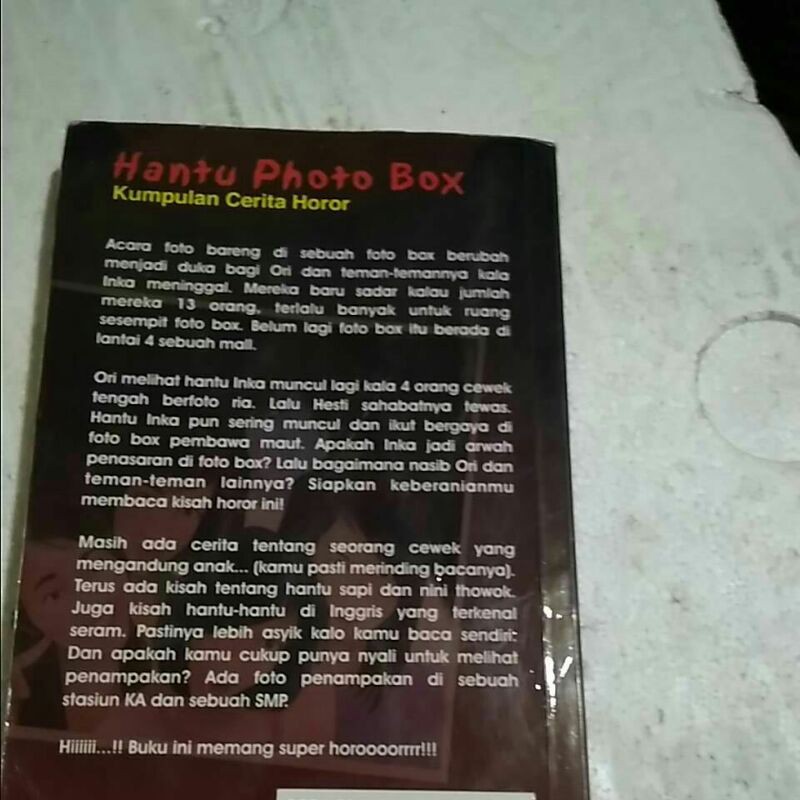 Hantu Photo Box
Kumpulan Cerita Horor
Acara foto bareng di sebuah foto box berubah
menjadi duka bagi Ori dan teman-temannya kala
Inka meninggal. Mereka baru sadar kalau jumlah
mereka 13 orang, terlalu banyak untuk ruang
sesempit foto box. Belum lagi foto box itu berada di
lantai 4 sebuah mall.
Ori melihat hantu Inka muncul lagi kala 4 orang cewek
tengah berfoto ria. Lalu Hesti sahabatnya tewas.
Hantu Inka pun sering muncul dan ikut bergaya di
foto box pembawa maut. Apakah Inka jadi arwah
penasaran di foto box? Lalu bagaimana nasib Ori dan
teman-teman lainnya? Siapkan keberanianmu
membaca kisah horor ini!
Masih ada cerita tentang seorang cewek yang
mengandung anak... (kamu pasti merinding bacanya).
Terus ada kisah tentang hantu sapi dan nini thowok.
Juga kisah hantu-hantu di Inggris yang terkenal
seram. Pastinya lebih asyik kalo kamu baca sendiri:
Dan apakah kamu cukup punya nyali untuk melihat
penampakan? Ada foto penampakan di sebuah
stasiun KA dan sebuah SMP.
Hiiiiii...!! Buku ini memang super horoooorrrr!!!